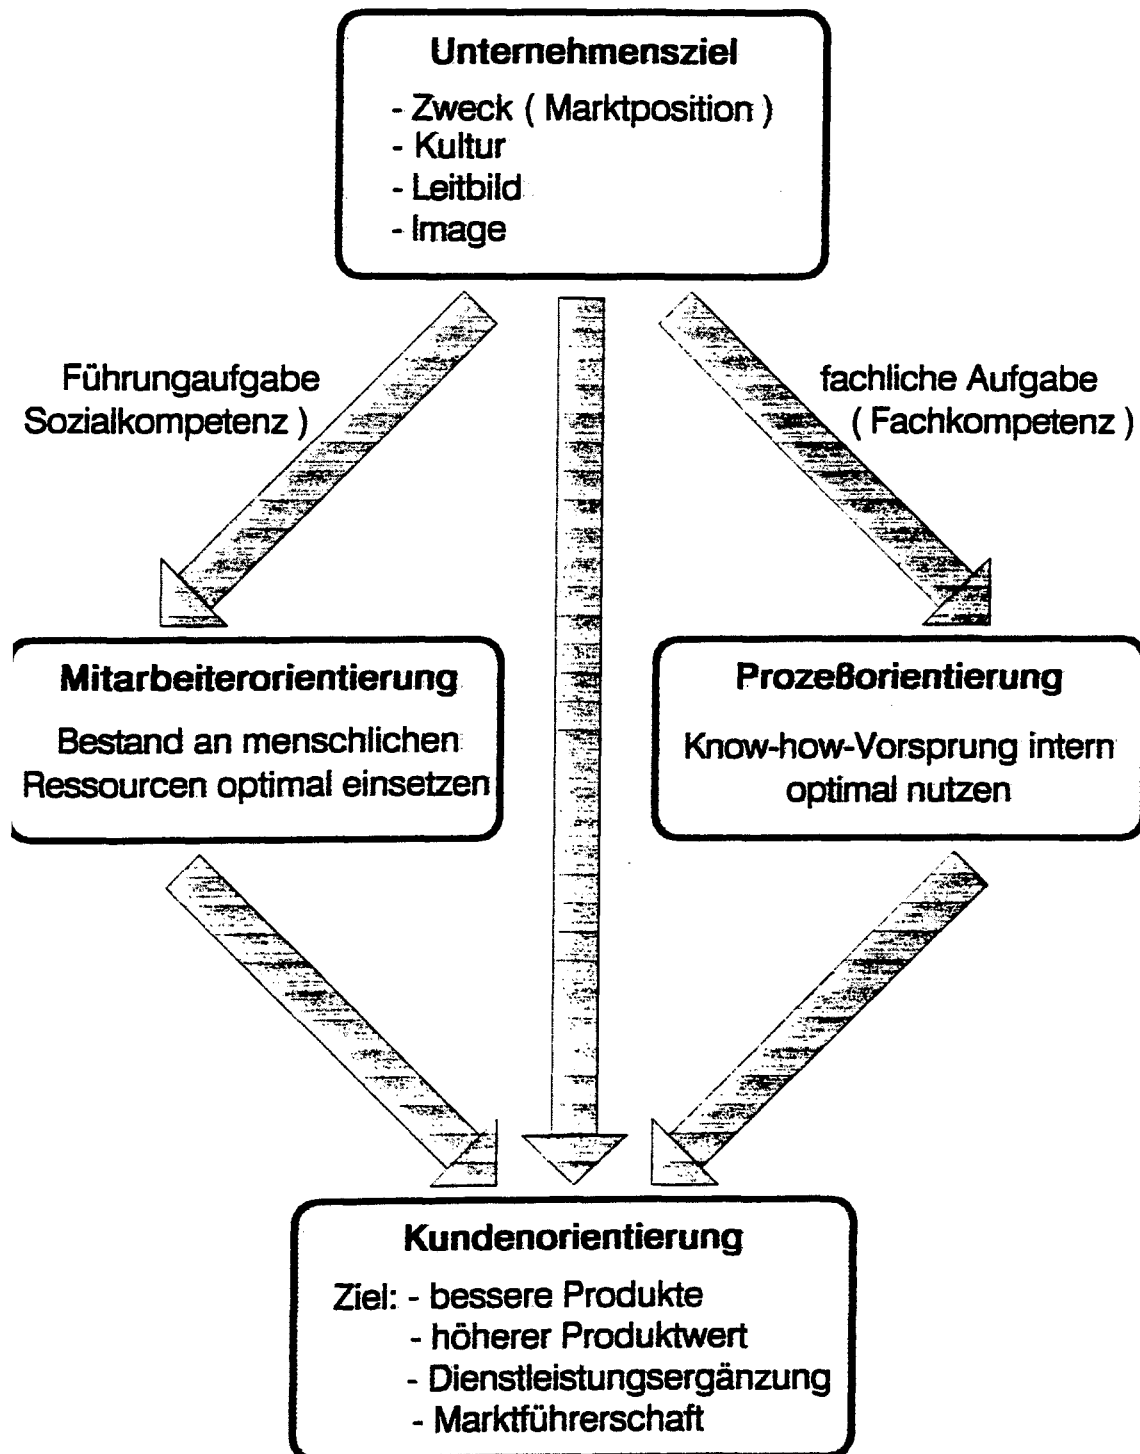 Unternehmensziel
- Zweck ( Marktposition )
- Kultur
- Leitbild
- Image
Führungaufgabe
Sozialkompetenz )
fachliche Aufgabe
( Fachkompetenz )
Mitarbeiterorientierung
Bestand an menschlichen
Ressourcen optimal einsetzen
Prozeßorientierung
Know-how-Vorsprung intern
optimal nutzen
Kundenorientierung
Ziel: - bessere Produkte
- höherer Produktwert
- Dienstleistungsergänzung
- Marktführerschaft